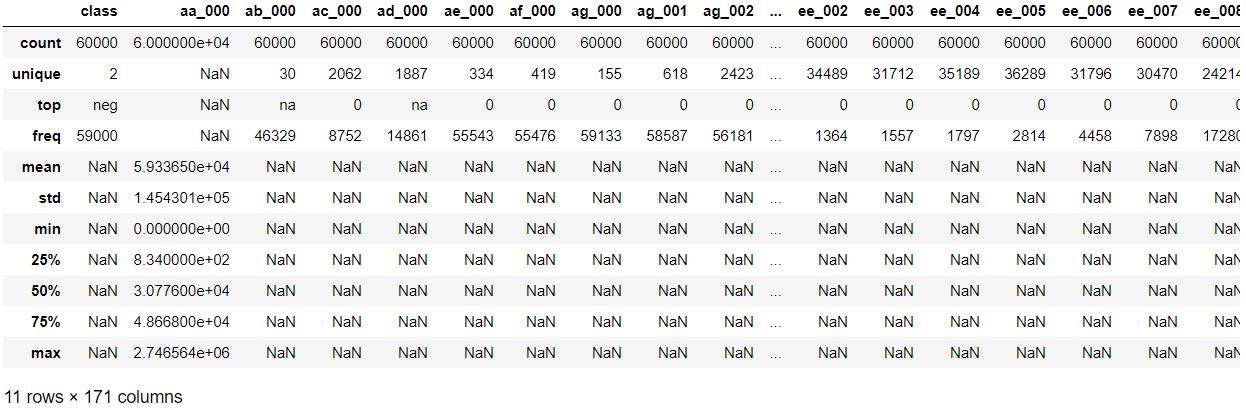 class aa_000 ab_000 ac_000 ad_000 ae_000 af_000 ag_000 ag_001 ag_002 ... ee_002 ee_003 ee_004 ee_005 ee_006 ee_007 ee_008
count 60000 6.000000e+04 60000 60000 60000 60000 60000 60000 60000 60000 ... 60000 60000 60000 60000 60000 60000 60000
unique 2 NaN 30 2062 1887 334 419 155 618 2423 ... 34489 31712 35189 36289 31796 30470 24214
top neg NaN na 0 na 0 0 0 0 0 ... 0 0 0 0 0 0 0
freq 59000 NaN 46329 8752 14861 55543 55476 59133 58587 56181 ... 1364 1557 1797 2814 4458 7898 17280
mean NaN 5.933650e+04 NaN NaN NaN NaN NaN NaN NaN NaN ... NaN NaN NaN NaN NaN NaN NaN
std NaN 1.454301e+05 NaN NaN NaN NaN NaN NaN NaN NaN ... NaN NaN NaN NaN NaN NaN NaN
min NaN 0.000000e+00 NaN NaN NaN NaN NaN NaN NaN NaN ... NaN NaN NaN NaN NaN NaN NaN
25% NaN 8.340000e+02 NaN NaN NaN NaN NaN NaN NaN NaN ... NaN NaN NaN NaN NaN NaN NaN
50% NaN 3.077600e+04 NaN NaN NaN NaN NaN NaN NaN NaN ... NaN NaN NaN NaN NaN NaN NaN
75% NaN 4.866800e+04 NaN NaN NaN NaN NaN NaN NaN NaN ... NaN NaN NaN NaN NaN NaN NaN
max NaN 2.746564e+06 NaN NaN NaN NaN NaN NaN NaN NaN ... NaN NaN NaN NaN NaN NaN NaN
11 rows × 171 columns